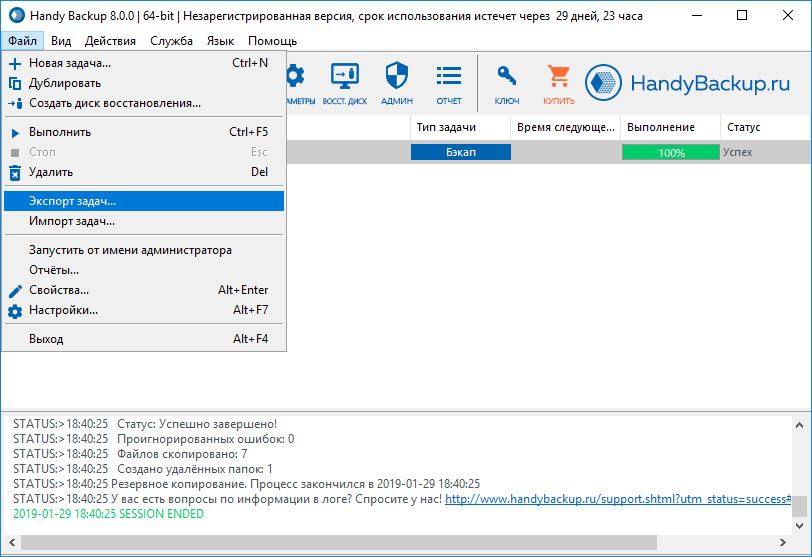 Handy Backup 8.0.0 | 64-bit | Незарегистрированная версия, срок использования истечет через 29 дней, 23 часа
Файл Вид Действия Служба Язык Помощь
Новая задача... Ctrl+N
Дублировать
Создать диск восстановления...
Выполнить Ctrl+F5
Стоп Esc
Удалить Del
Экспорт задач...
Импорт задач...
Запустить от имени администратора
Отчёты...
Свойства... Alt+Enter
Настройки... Alt+F7
Выход Alt+F4
АМЕТРЫ ВОССТ. ДИСК АДМИН ОТЧЕТ КЛЮЧ КУПИТЬ
HandyBackup.ru
Тип задачи Время следующе... Выполнение Статус
Бэкап 100% Успех
STATUS:>18:40:25 Статус: Успешно завершено!
STATUS:>18:40:25 Проигнорированных ошибок: 0
STATUS:>18:40:25 Файлов скопировано: 7
STATUS:>18:40:25 Создано удалённых папок: 1
STATUS:>18:40:25 Резервное копирование. Процесс закончился в 2019-01-29 18:40:25
STATUS:>18:40:25 У вас есть вопросы по информации в логе? Спросите у нас! http://www.handybackup.ru/support.shtml?utm_status=success#
2019-01-29 18:40:25 SESSION ENDED